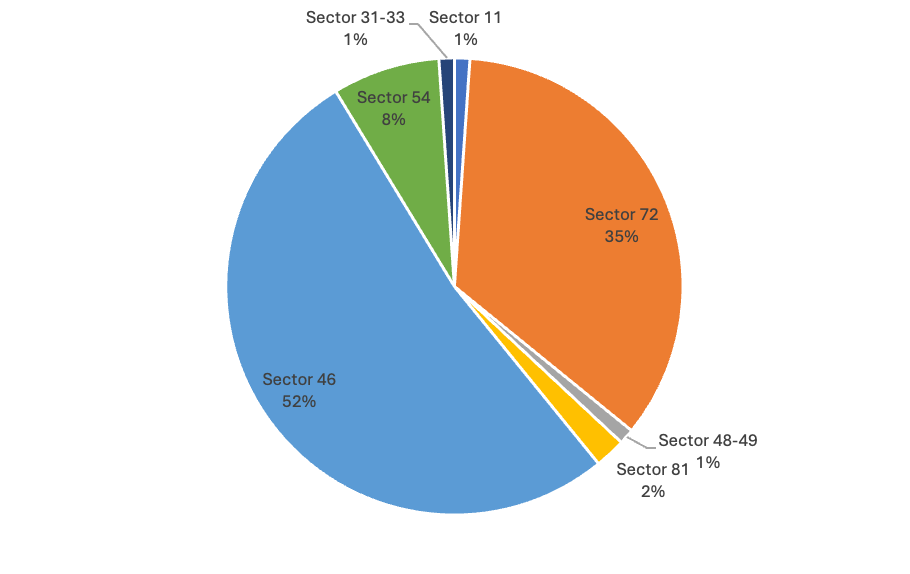 Sector 31-33
1%
Sector 11
1%
Sector 54
8%
Sector 72
35%
Sector 46
52%
Sector 48-49
1%
Sector 81
2%